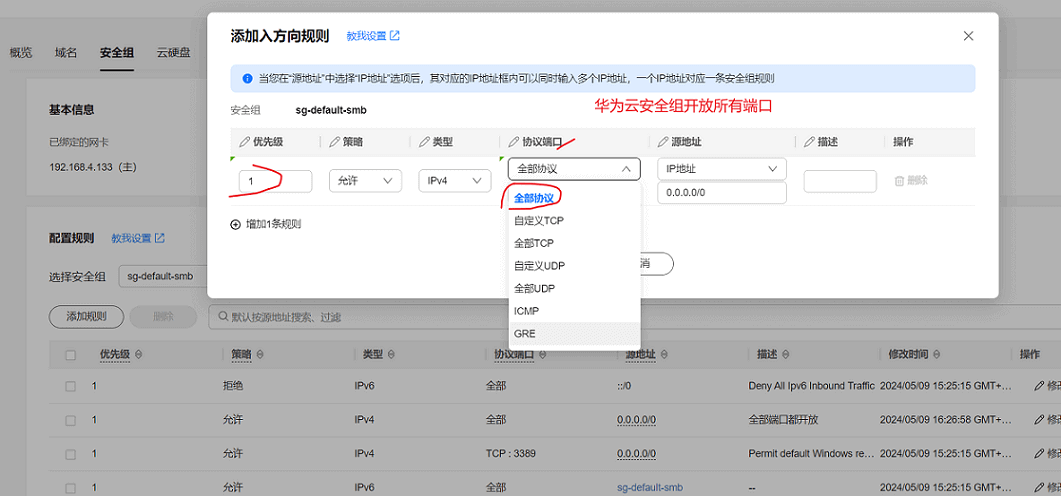 添加入方向规则 教我设置
概览 域名 安全组 云硬盘
当您在“源地址”中选择“IP地址”选项后，其对应的IP地址框内可以同时输入多个IP地址，一个IP地址对应一条安全组规则
基本信息
安全组 sg-default-smb
华为云安全组开放所有端口
已绑定的网卡
优先级 策略 类型 协议端口 源地址 描述 操作
192.168.4.133（主）
1 允许 IPv4 全部协议 IP地址 删除
0.0.0.0/0
全部协议
自定义TCP
全部TCP
自定义UDP
全部UDP
ICMP
GRE
增加1条规则
配置规则 教我设置
消
选择安全组 sg-default-smb
添加规则 删除 默认按源地址搜索、过滤
优先级 策略 类型 协议端口 源地址 描述 修改时间 操作
1 拒绝 IPv6 全部 ::/0 Deny All Ipv6 Inbound Traffic 2024/05/09 15:25:15 GMT+... 修改
1 允许 IPv4 全部 0.0.0.0/0 全部端口都开放 2024/05/09 16:26:58 GMT+... 修改
1 允许 IPv4 TCP : 3389 0.0.0.0/0 Permit default Windows re... 2024/05/09 15:25:15 GMT+... 修改
1 允许 IPv6 全部 sg-default-smb -- 2024/05/09 15:25:15 GMT+... 修改